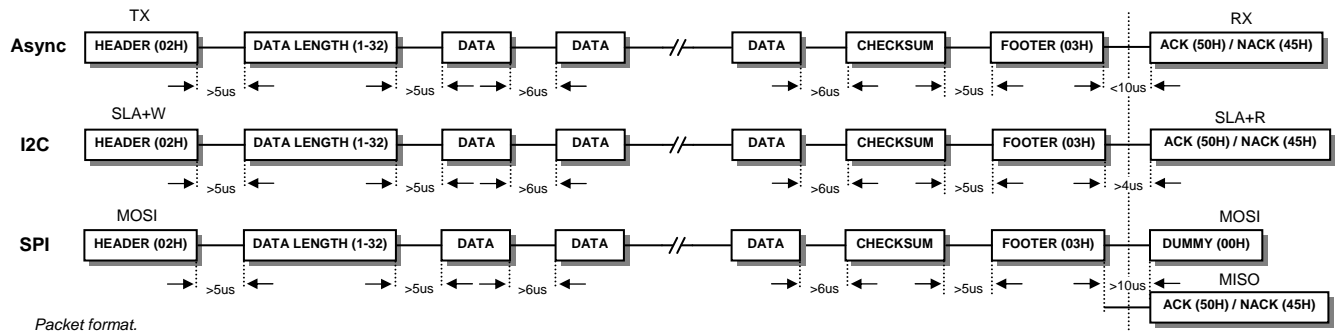 TX RX
Async HEADER (02H) DATA LENGTH (1-32) DATA DATA // DATA CHECKSUM FOOTER (03H) ACK (50H) / NACK (45H)
>5us >5us >6us >6us >5us <10us
SLA+W SLA+R
I2C HEADER (02H) DATA LENGTH (1-32) DATA DATA // DATA CHECKSUM FOOTER (03H) ACK (50H) / NACK (45H)
>5us >5us >6us >6us >5us >4us
MOSI MOSI
SPI HEADER (02H) DATA LENGTH (1-32) DATA DATA // DATA CHECKSUM FOOTER (03H) DUMMY (00H)
>5us >5us >6us >6us >5us >10us
MISO
ACK (50H) / NACK (45H)
Packet format.